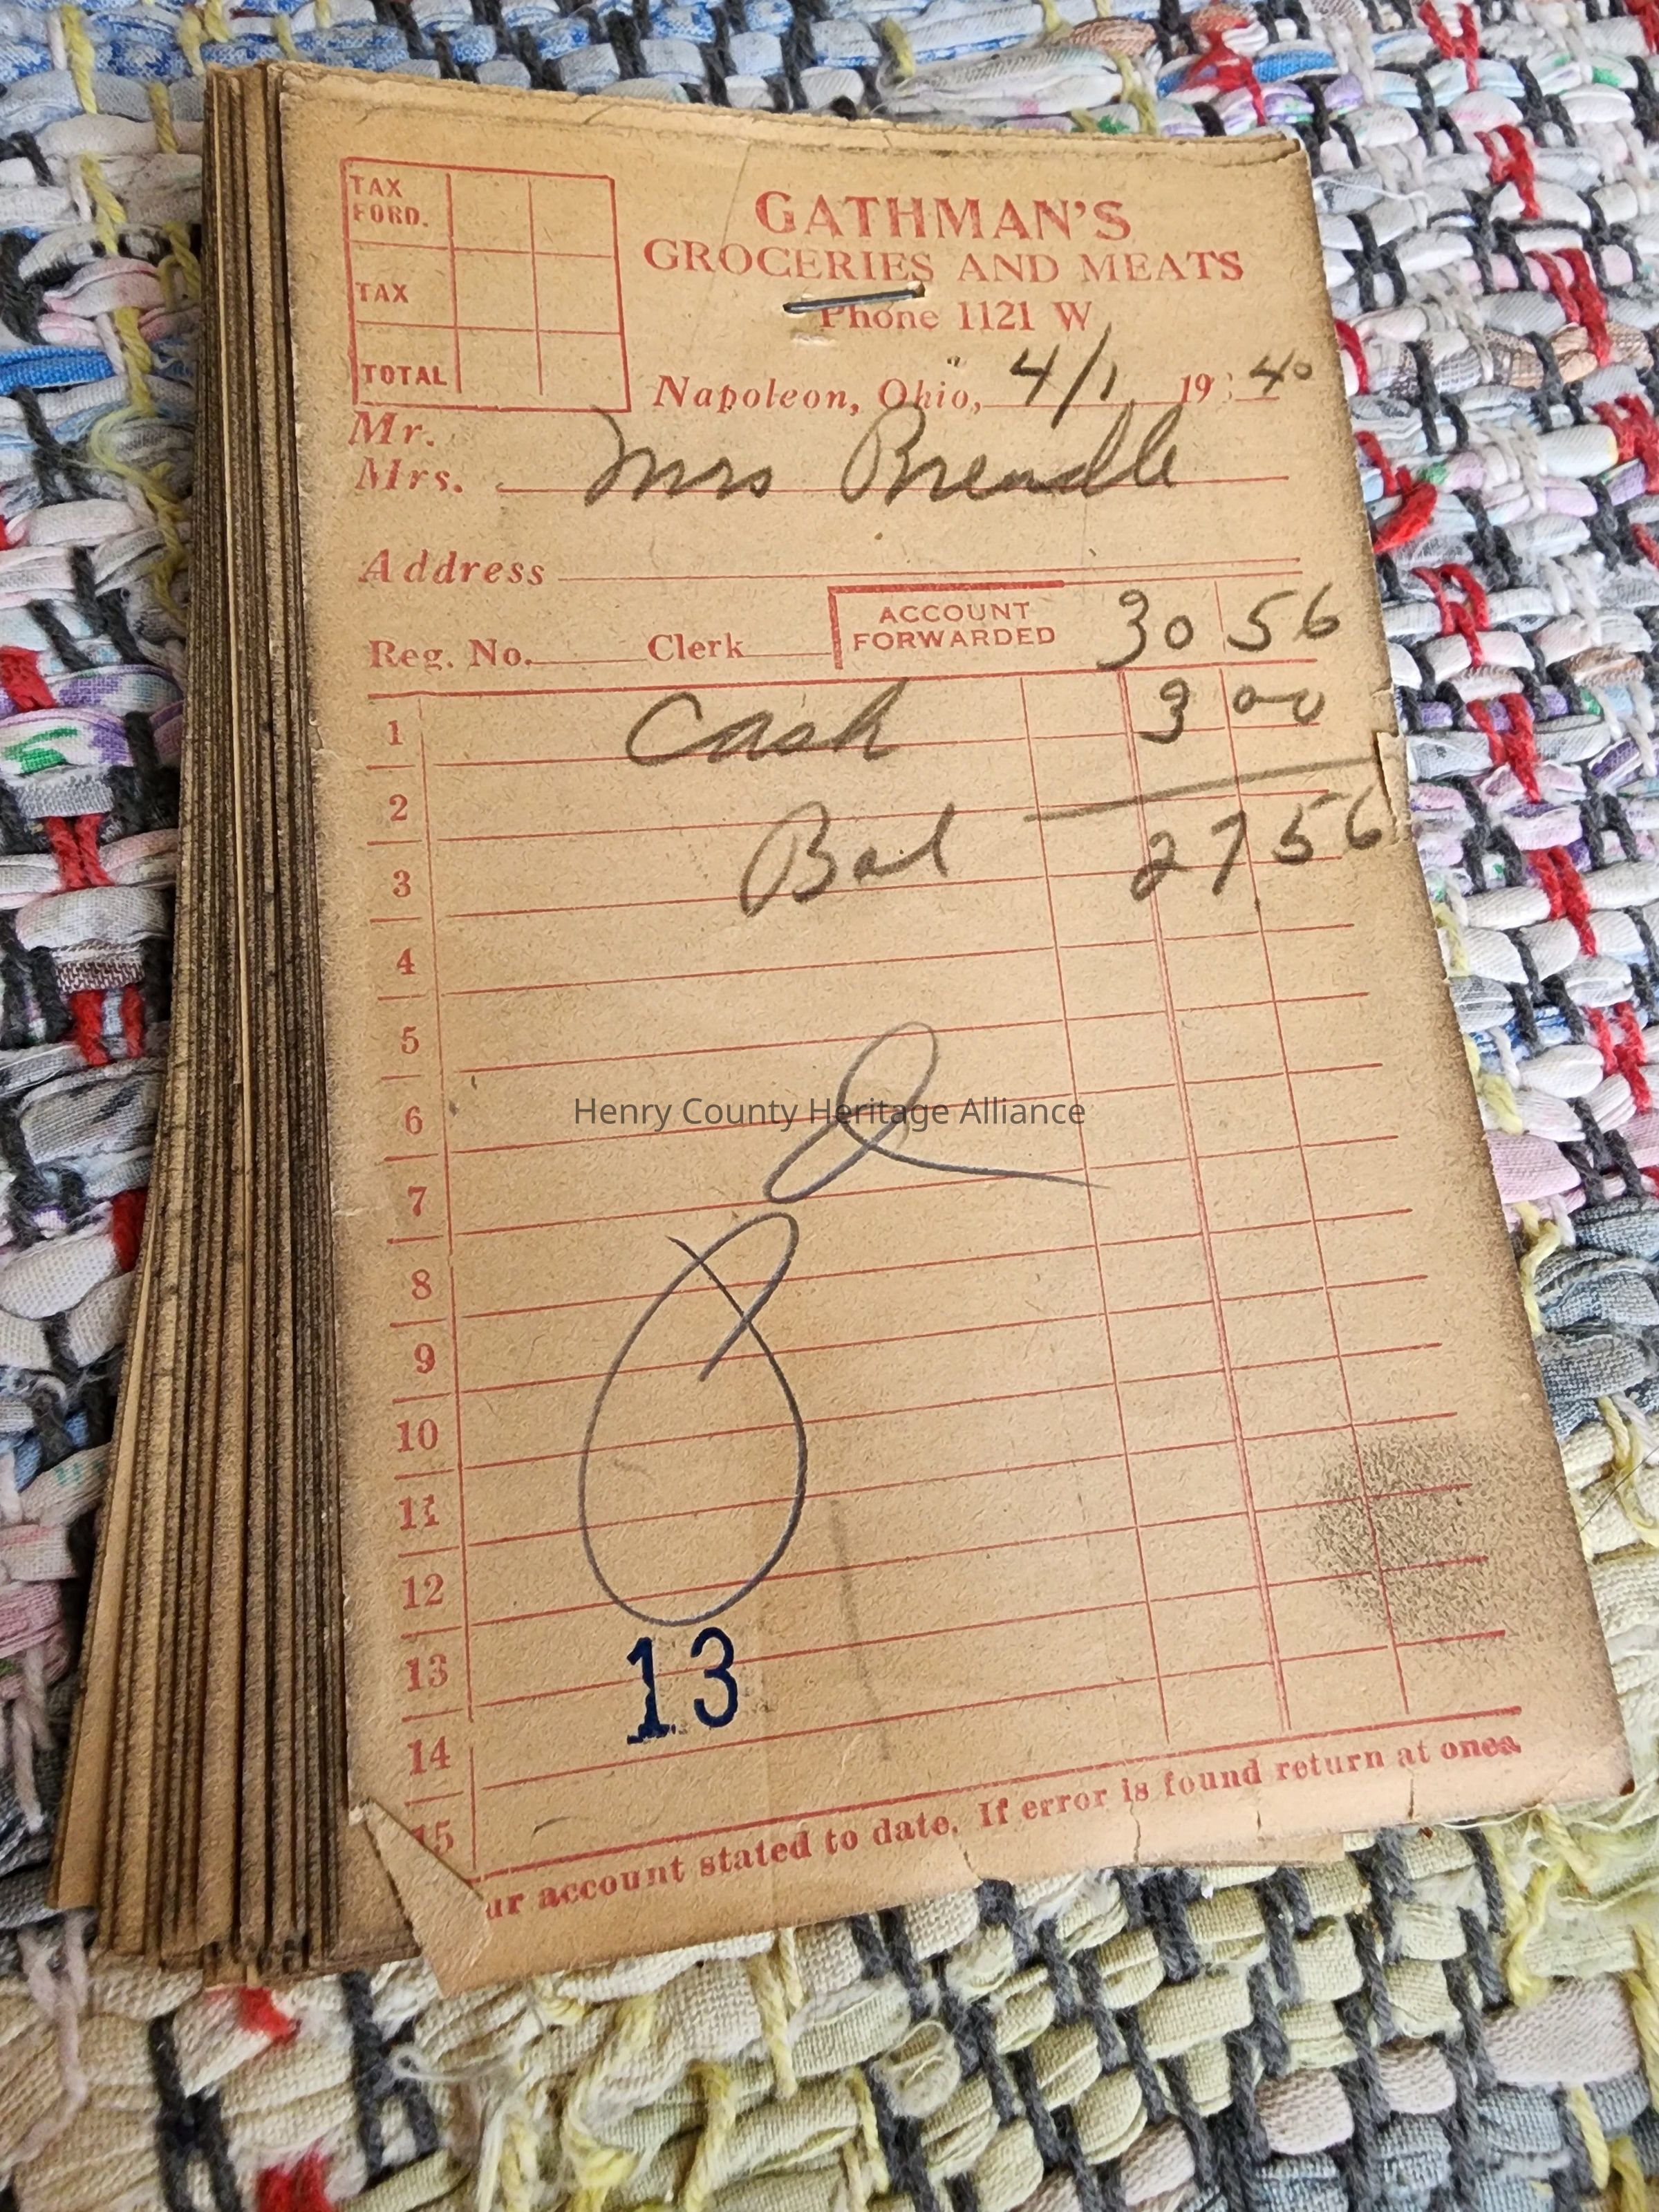 TAX FORD.
TAX
TOTAL
GATHMAN'S
GROCERIES AND MEATS
Phone 1121 W
Napoleon, Ohio, 4/1 19 40
Mr.
Mrs. Mrs Brendle
Address
Reg. No. Clerk ACCOUNT FORWARDED 30 56
1 Cash 3 00
2
3 Bal 27 56
4
5
6
Henry County Heritage Alliance
7
8
9
10
11
12
13
13
14
15
ur account stated to date. If error is found return at once.